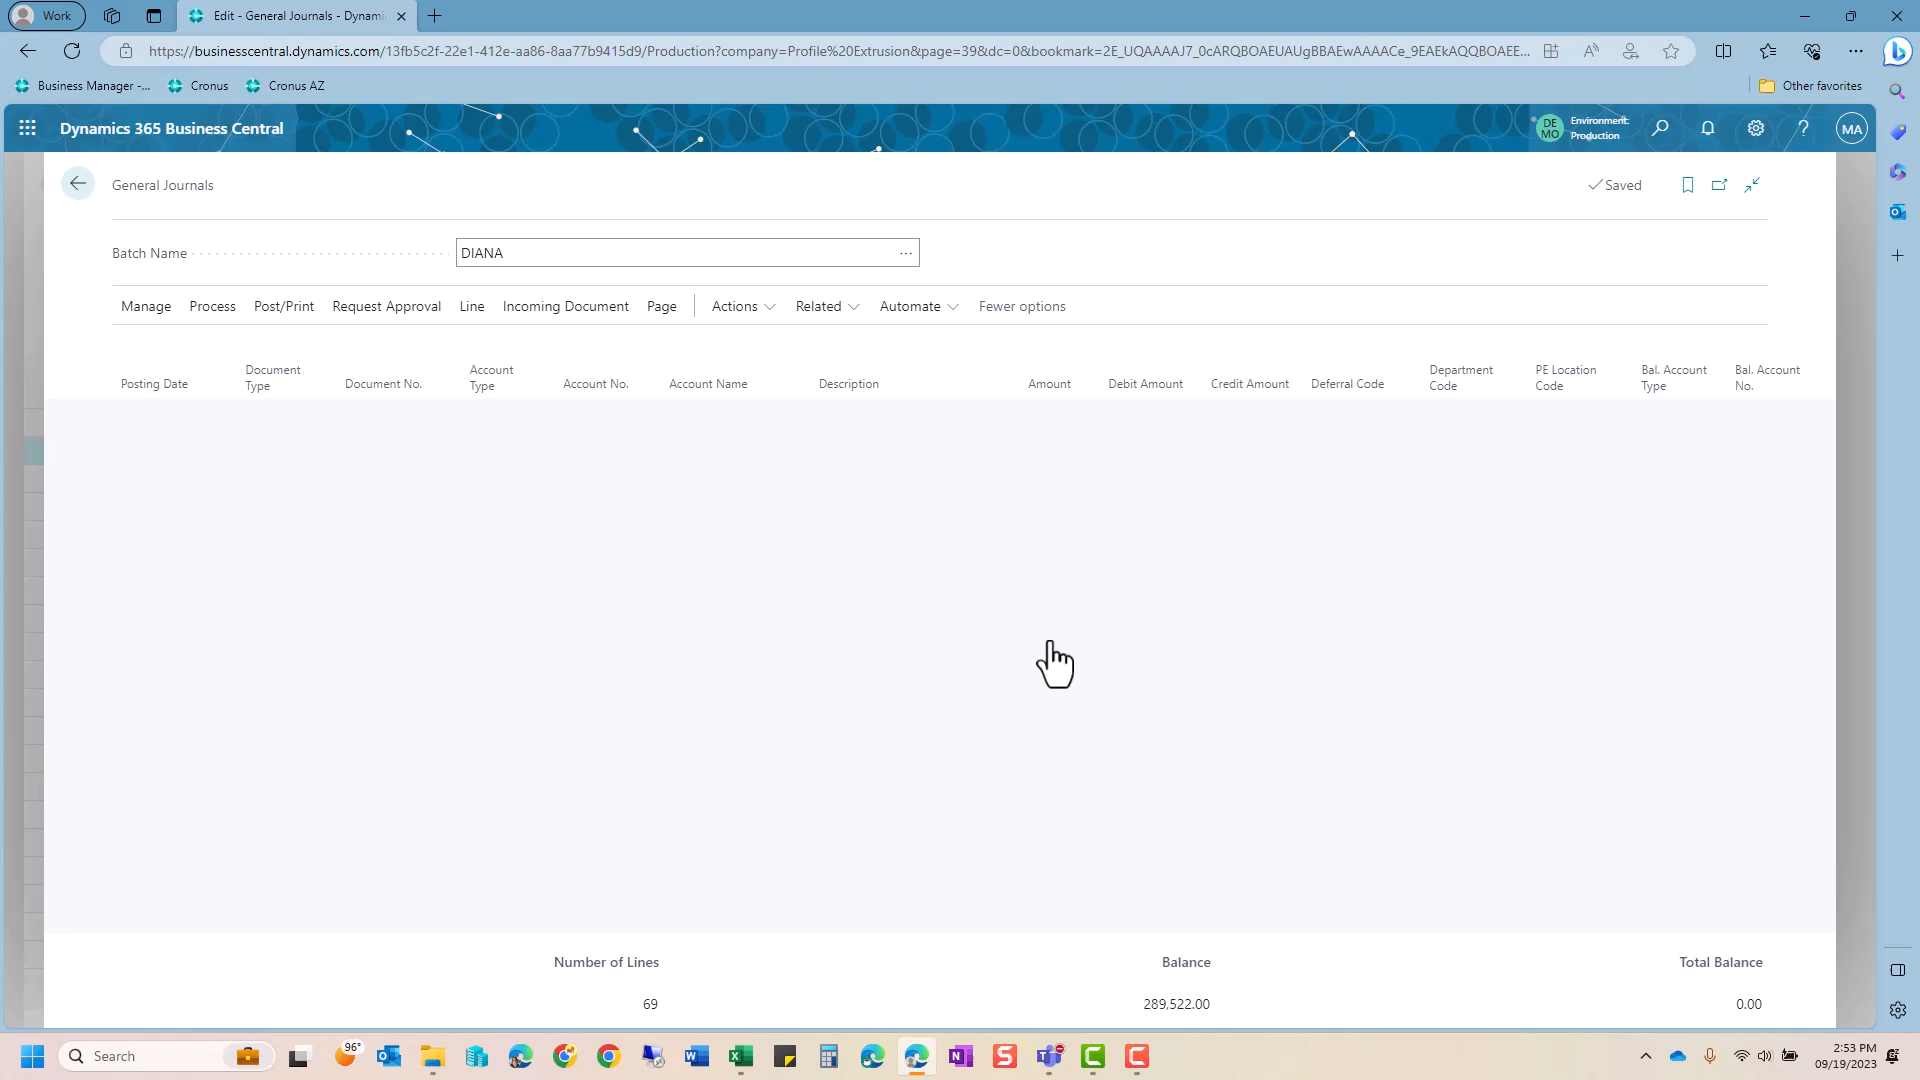 Work
Edit - General Journals - Dynami
https://businesscentral.dynamics.com/13fb5c2f-22e1-412e-aa86-8aa77b9415d9/Production?company=Profile%20Extrusion&page=39&dc=0&bookmark=2E_UQAAAAJ7_0cARQBOAEUAUgBBAEwAAAACe_9EAEkAQQBOAEE...
Business Manager -...
Cronus
Cronus AZ
Other favorites
Dynamics 365 Business Central
DE
MO
Environment:
Production
MA
General Journals
Saved
Batch Name
DIANA
Manage Process Post/Print Request Approval Line Incoming Document Page Actions Related Automate Fewer options
Posting Date
Document
Type
Document No.
Account
Type
Account No.
Account Name
Description
Amount
Debit Amount
Credit Amount
Deferral Code
Department
Code
PE Location
Code
Bal. Account
Type
Bal. Account
No.
Number of Lines
Balance
Total Balance
69
289,522.00
0.00
Search
96°
2:53 PM
09/19/2023